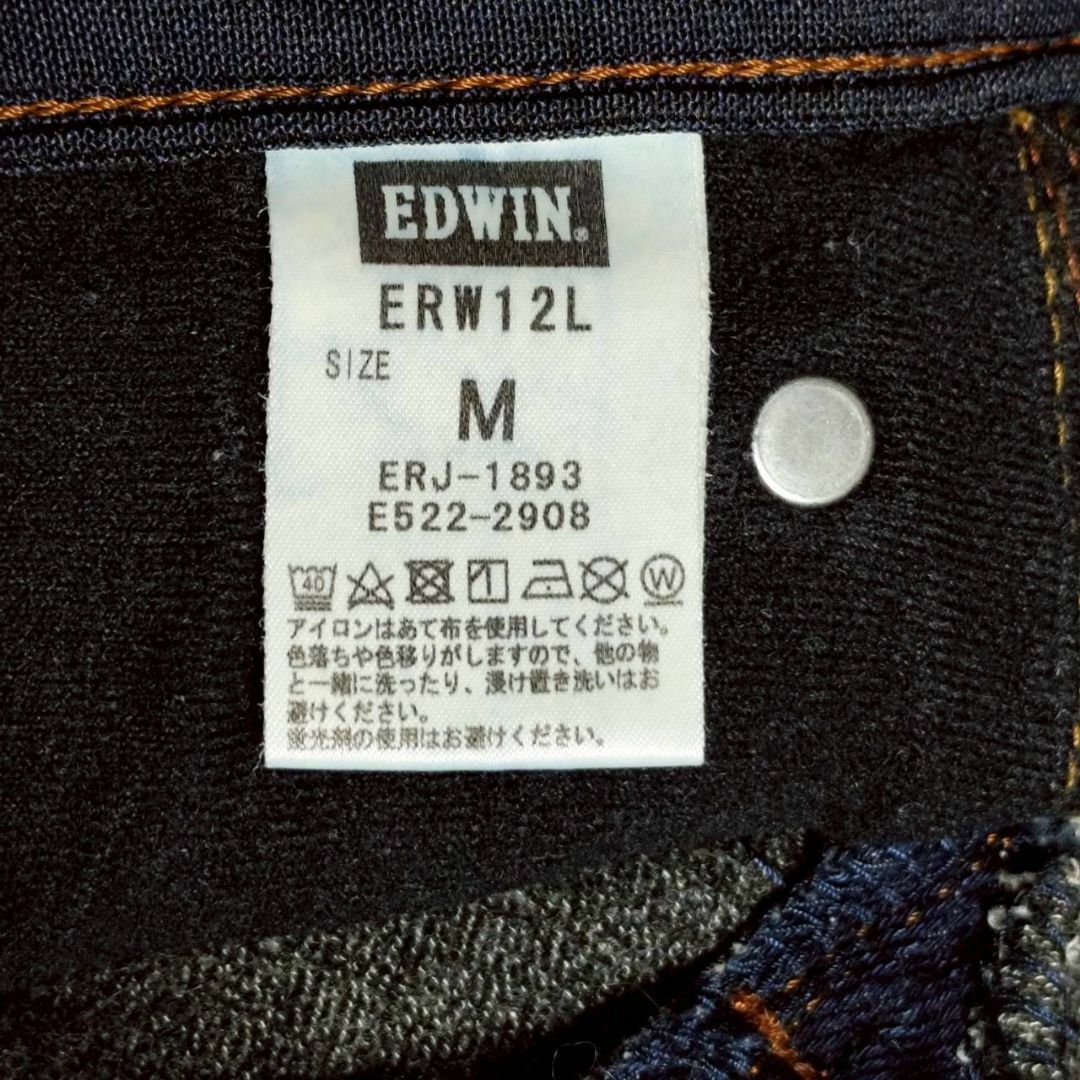 EDWIN®
ERW12L
SIZE
M
ERJ-1893
E522-2908
40 1 W
アイロンはあて布を使用してください。
色落ちや色移りがしますので、他の物
と一緒に洗ったり、浸け置き洗いはお
避けください。
蛍光剤の使用はお避けください。